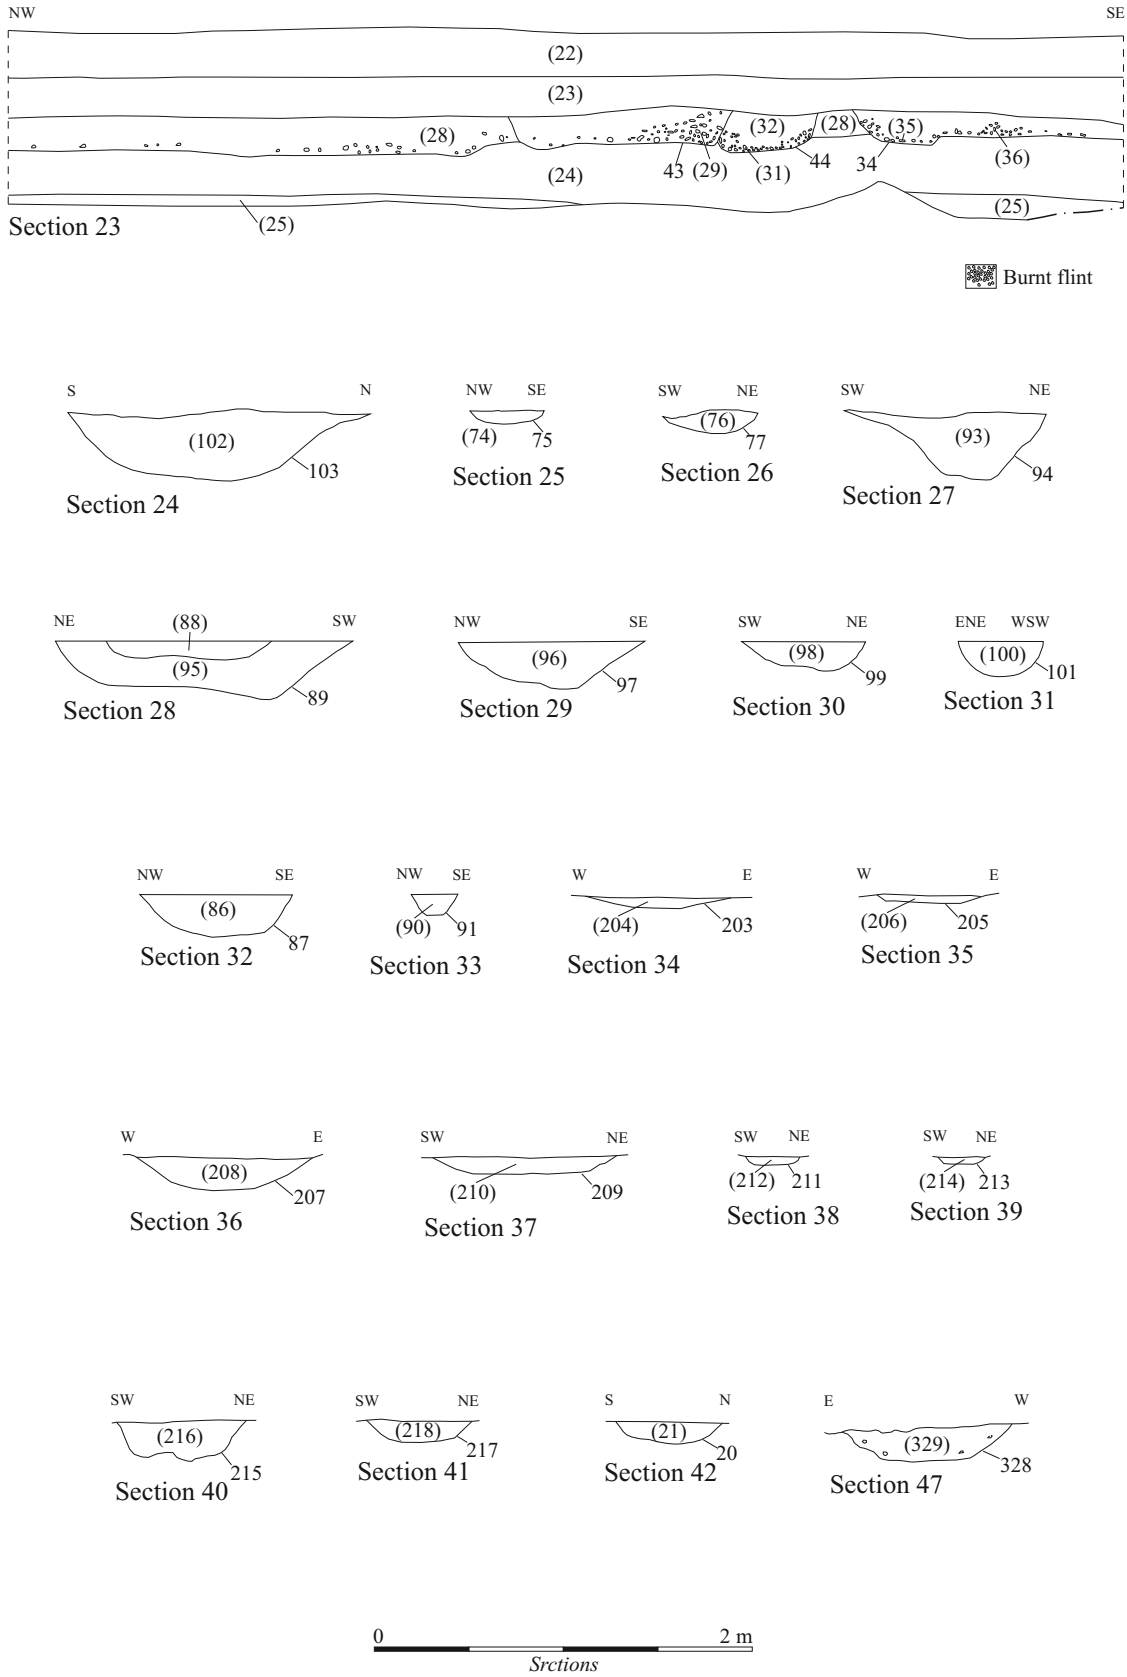 NW SE
(22)
(23)
(28) (32) (28) (35)
43 (29) (31) 44 34 (36)
(24)
(25) (25)
Section 23
Burnt flint
S N NW SE SW NE SW NE
(102) (74) 75 (76) 77 (93)
103 94
Section 24 Section 25 Section 26 Section 27
NE (88) SW NW SE SW NE ENE WSW
(95) (96) (98) (100)
89 97 99 101
Section 28 Section 29 Section 30 Section 31
NW SE NW SE W E W E
(86) 87 (90) 91 (204) 203 (206) 205
Section 32 Section 33 Section 34 Section 35
W E SW NE SW NE SW NE
(208) 207 (210) 209 (212) 211 (214) 213
Section 36 Section 37 Section 38 Section 39
SW NE SW NE S N E W
(216) (218) (21) (329)
215 217 20 328
Section 40 Section 41 Section 42 Section 47
0 2 m
Srctions